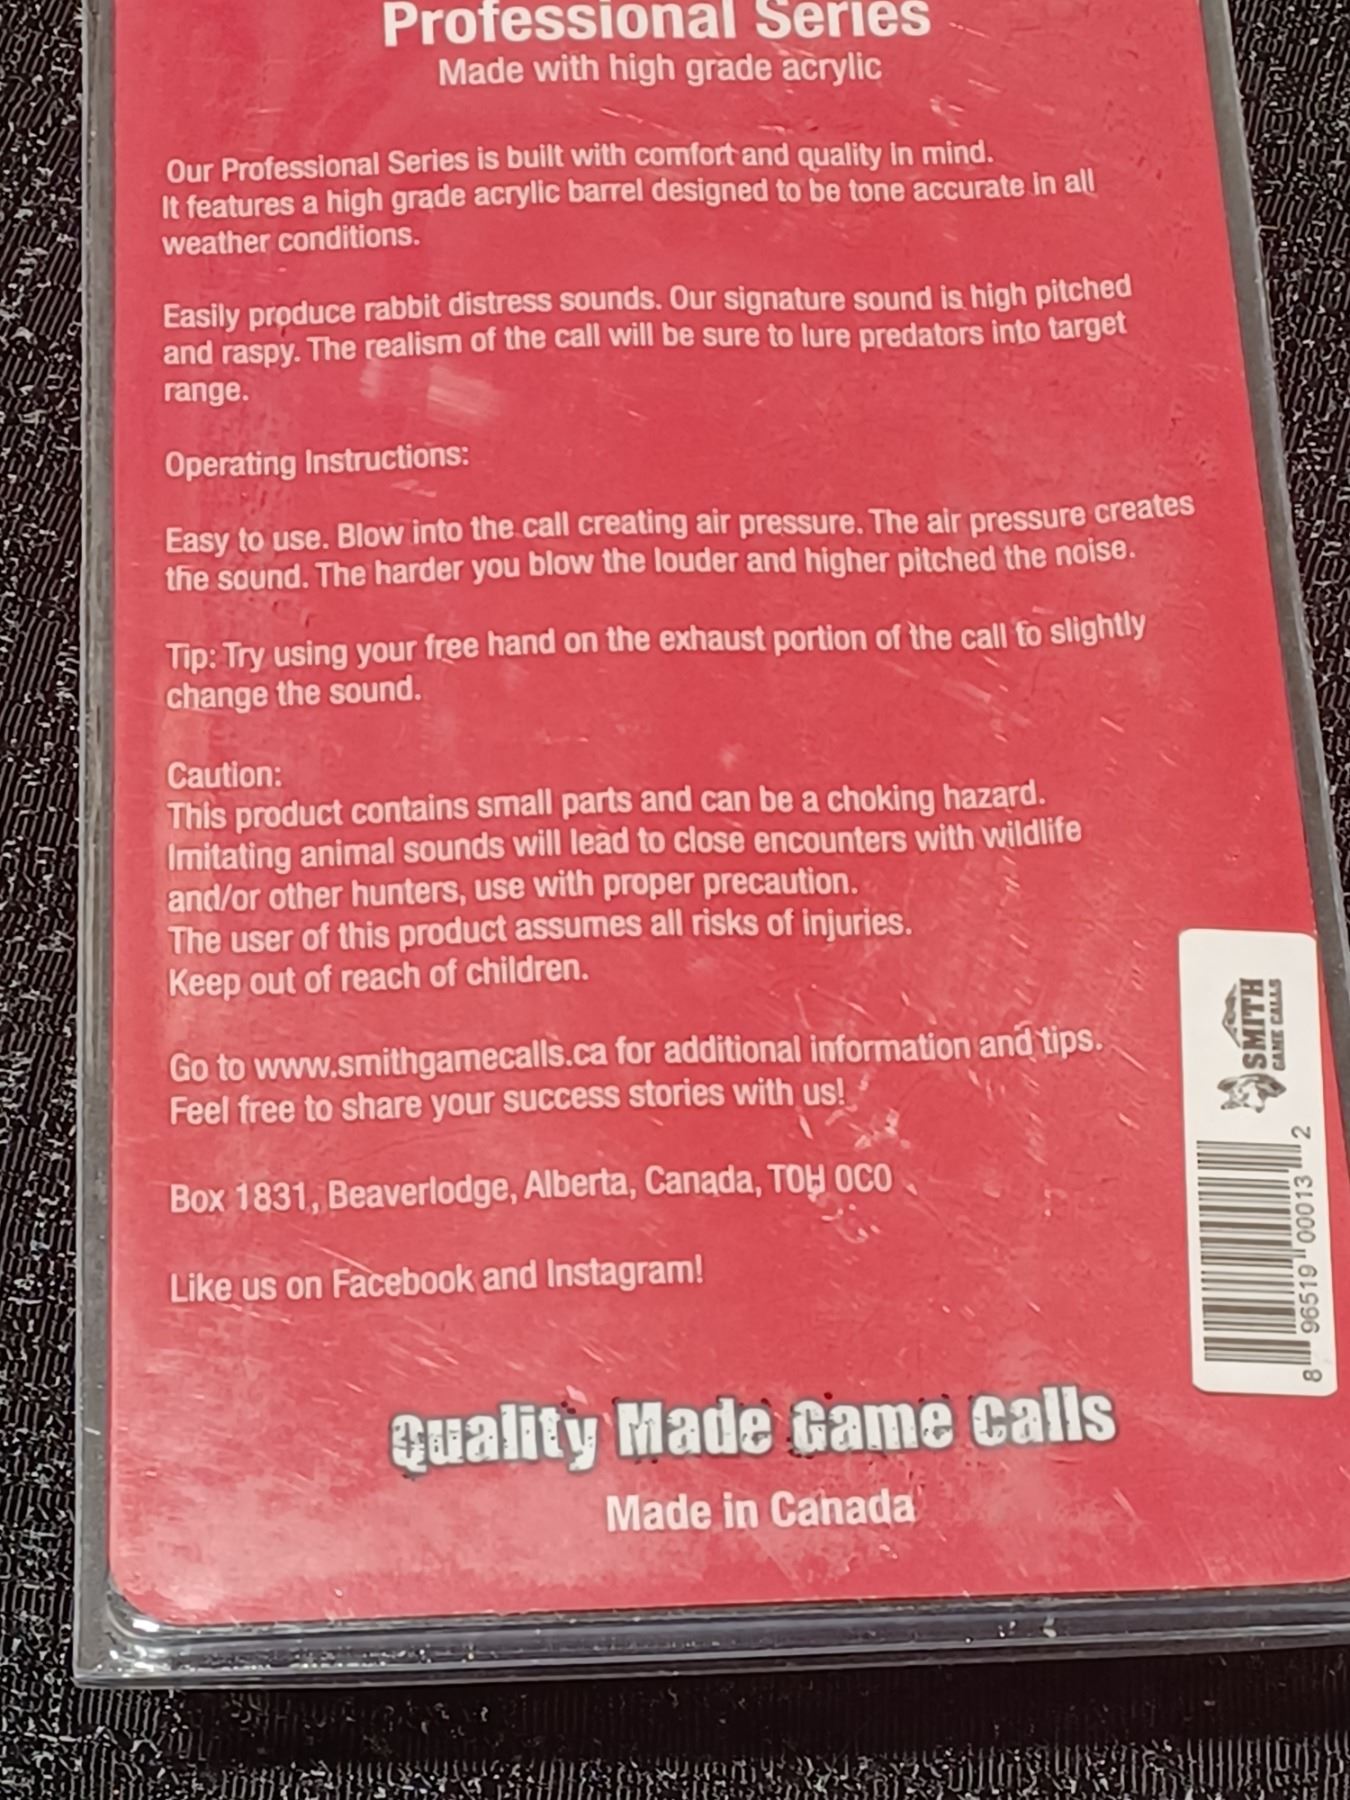 Professional Series
Made with high grade acrylic
Our Professional Series is built with comfort and quality in mind.
It features a high grade acrylic barrel designed to be tone accurate in all
weather conditions.
Easily produce rabbit distress sounds. Our signature sound is high pitched
and raspy. The realism of the call will be sure to lure predators into target
range.
Operating Instructions:
Easy to use. Blow into the call creating air pressure. The air pressure creates
the sound. The harder you blow the louder and higher pitched the noise.
Tip: Try using your free hand on the exhaust portion of the call to slightly
change the sound.
Caution:
This product contains small parts and can be a choking hazard.
Imitating animal sounds will lead to close encounters with wildlife
and/or other hunters, use with proper precaution.
The user of this product assumes all risks of injuries.
Keep out of reach of children.
Go to www.smithgamecalls.ca for additional information and tips.
Feel free to share your success stories with us!
Box 1831, Beaverlodge, Alberta, Canada, T0H 0C0
Like us on Facebook and Instagram!
Quality Made Game Calls
Made in Canada
SMITH
GAME CALLS
8 96519 00013 2